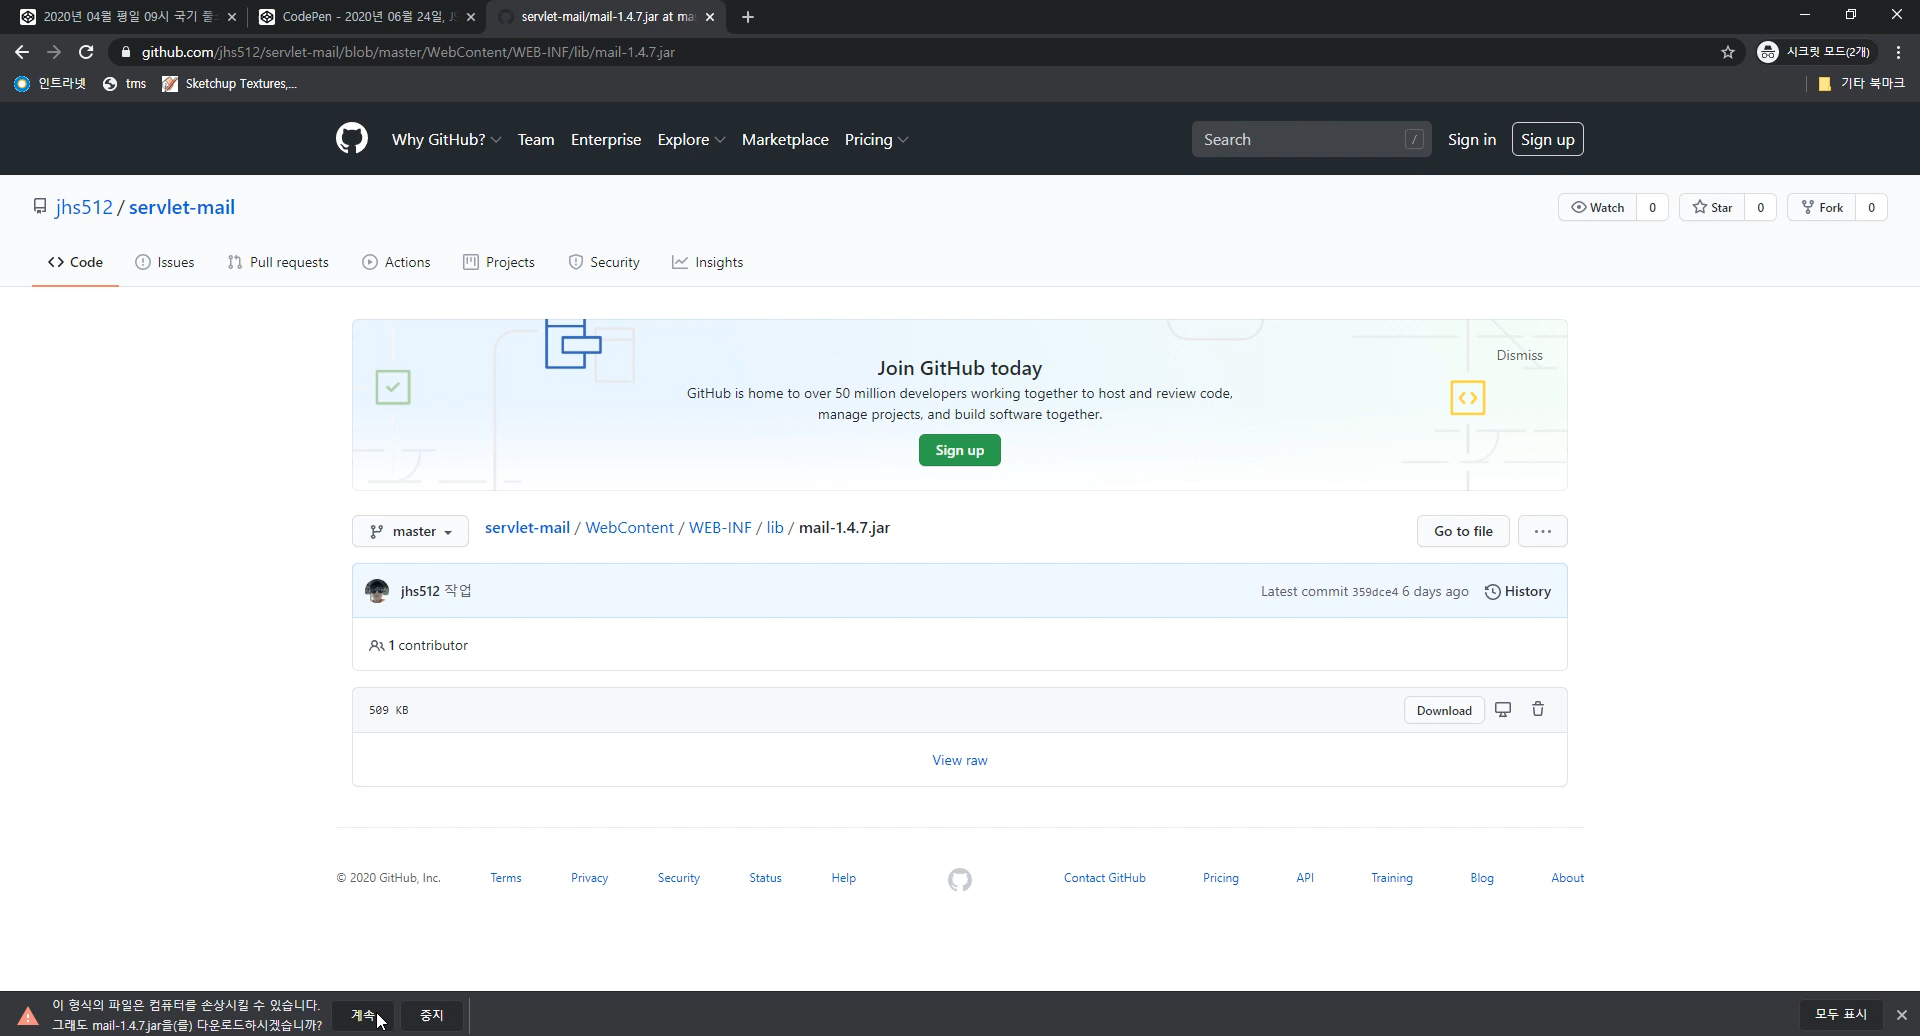 2020년 04월 평일 09시 국기 풀
CodePen - 2020년 06월 24일, JS
servlet-mail/mail-1.4.7.jar at ma
github.com/jhs512/servlet-mail/blob/master/WebContent/WEB-INF/lib/mail-1.4.7.jar
시크릿 모드(2개)
인트라넷
tms
Sketchup Textures,...
기타 북마크
Why GitHub?
Team
Enterprise
Explore
Marketplace
Pricing
Search /
Sign in
Sign up
jhs512 / servlet-mail
Watch 0
Star 0
Fork 0
Code
Issues
Pull requests
Actions
Projects
Security
Insights
Dismiss
Join GitHub today
GitHub is home to over 50 million developers working together to host and review code,
manage projects, and build software together.
Sign up
master
servlet-mail / WebContent / WEB-INF / lib / mail-1.4.7.jar
Go to file
...
jhs512 작업
Latest commit 359dce4 6 days ago
History
1 contributor
509 KB
Download
View raw
© 2020 GitHub, Inc.
Terms
Privacy
Security
Status
Help
Contact GitHub
Pricing
API
Training
Blog
About
이 형식의 파일은 컴퓨터를 손상시킬 수 있습니다.
그래도 mail-1.4.7.jar을(를) 다운로드하시겠습니까?
계속
중지
모두 표시